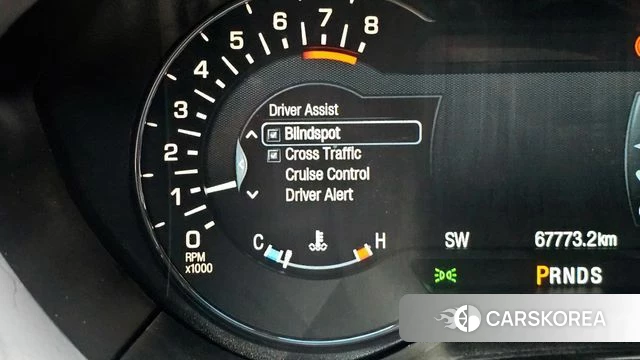 8
7
6
5
4
3
2
1
0
RPM
x1000
Driver Assist
Blindspot
Cross Traffic
Cruise Control
Driver Alert
C H
SW 67773.2km
PRNDS
CARSKOREA